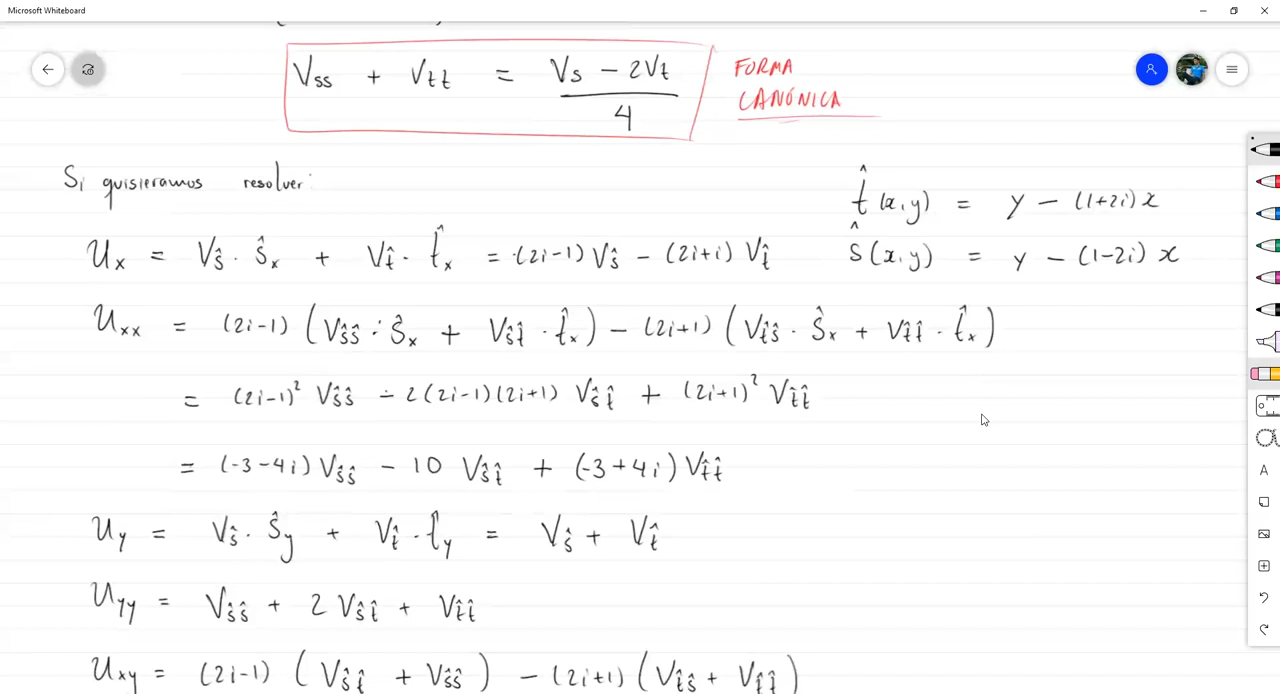 Microsoft Whiteboard
Vss + Vtt = (Vs − 2Vt)/4
FORMA
CANÓNICA
Si quisieramos resolver:
t̂(x,y) = y − (1+2i)x
ŝ(x,y) = y − (1−2i)x
Ux = Vŝ · ŝx + Vt̂ · t̂x = (2i−1) Vŝ − (2i+i) Vt̂
Uxx = (2i−1) (Vŝŝ · ŝx + Vŝt̂ · t̂x) − (2i+1) (Vt̂ŝ · ŝx + Vt̂t̂ · t̂x)
= (2i−1)² Vŝŝ − 2(2i−1)(2i+1) Vŝt̂ + (2i+1)² Vt̂t̂
= (−3−4i) Vŝŝ − 10 Vŝt̂ + (−3+4i) Vt̂t̂
Uy = Vŝ · ŝy + Vt̂ · t̂y = Vŝ + Vt̂
Uyy = Vŝŝ + 2 Vŝt̂ + Vt̂t̂
Uxy = (2i−1) (Vŝt̂ + Vŝŝ) − (2i+1) (Vt̂ŝ + Vt̂t̂)
A